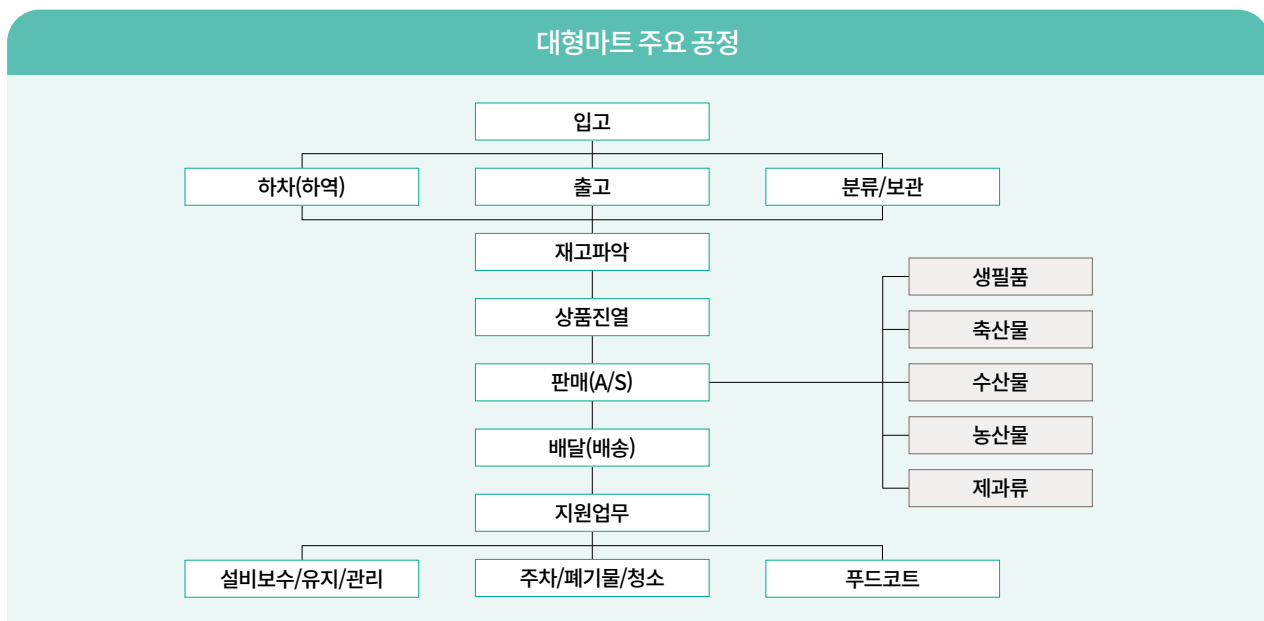 대형마트 주요 공정
입고
하차(하역)
출고
분류/보관
재고파악
상품진열
판매(A/S)
생필품
축산물
수산물
농산물
제과류
배달(배송)
지원업무
설비보수/유지/관리
주차/폐기물/청소
푸드코트